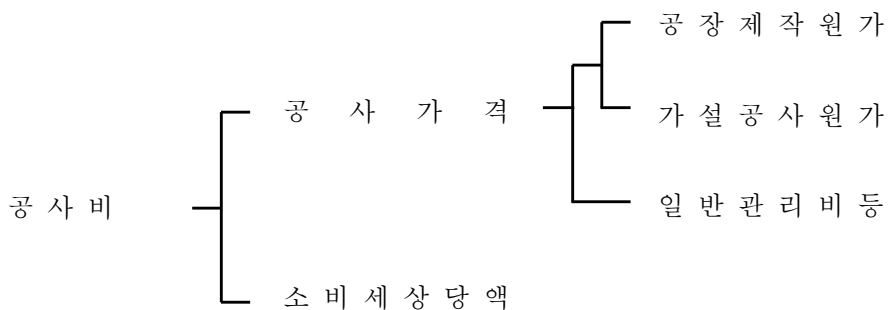 공장제작원가
공사가격
가설공사원가
일반관리비등
공사비
소비세상당액